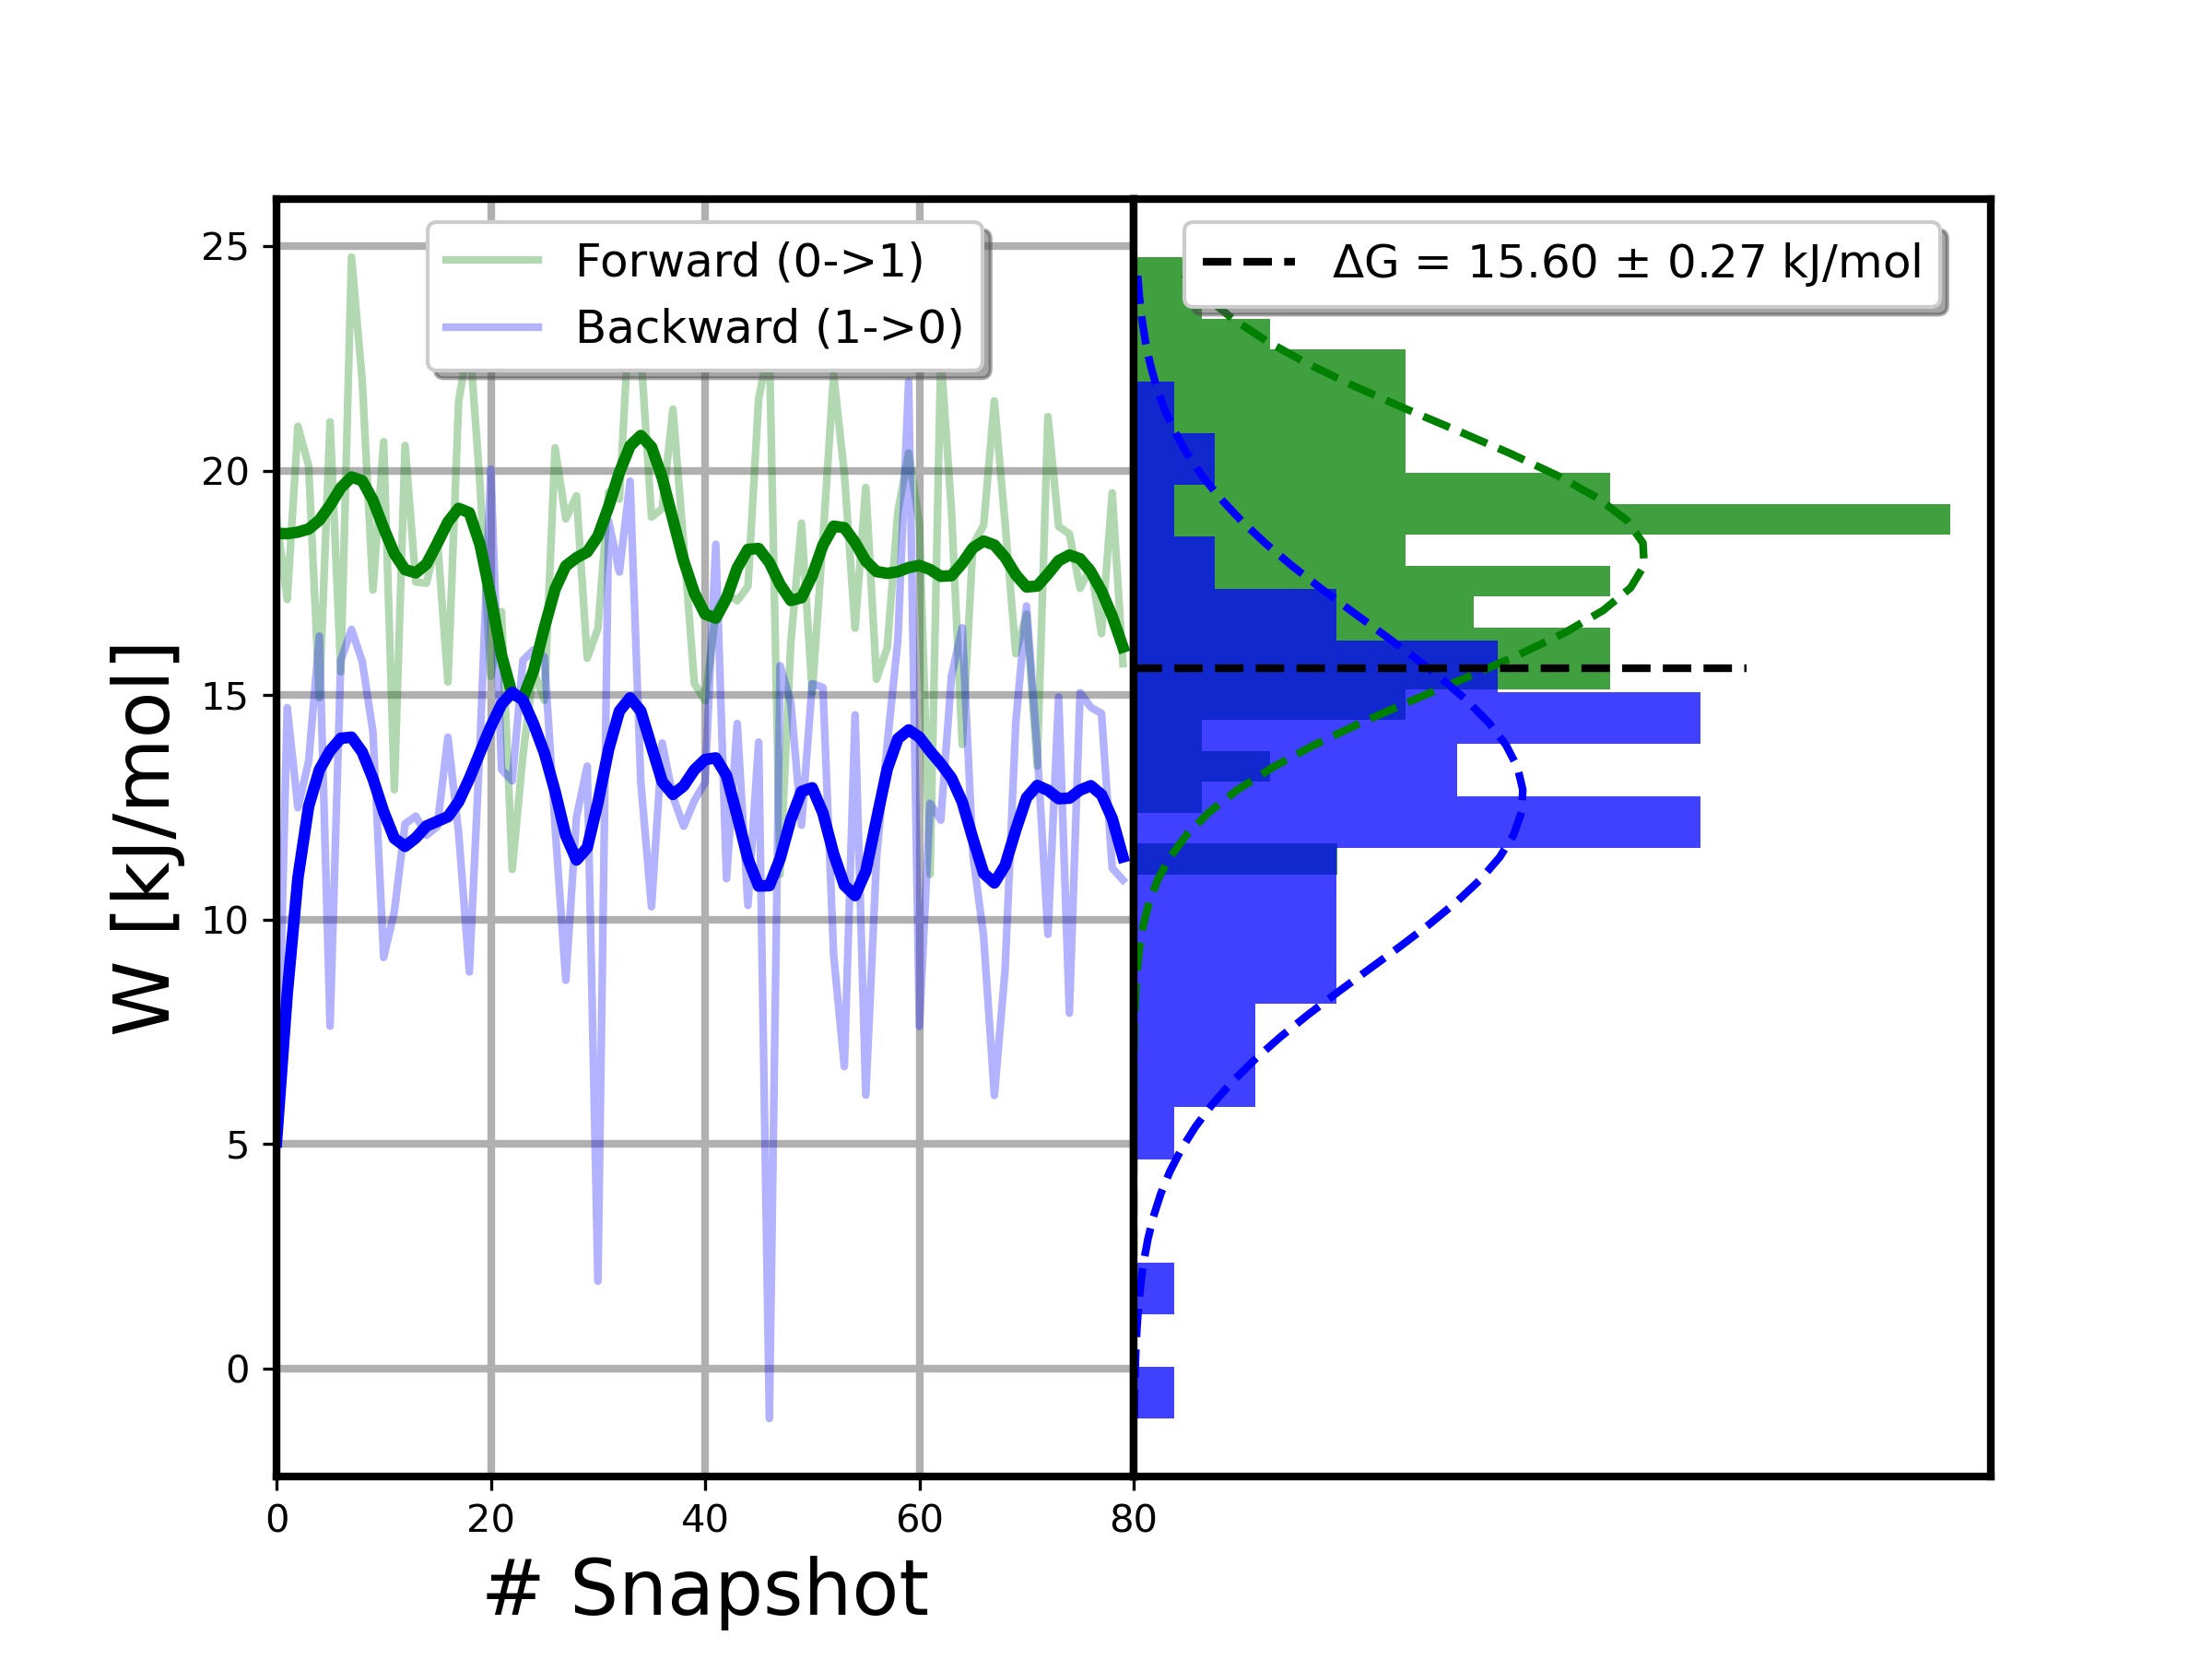 Forward (0->1)
Backward (1->0)
ΔG = 15.60 ± 0.27 kJ/mol
W [kJ/mol]
25
20
15
10
5
0
0 20 40 60 80
# Snapshot